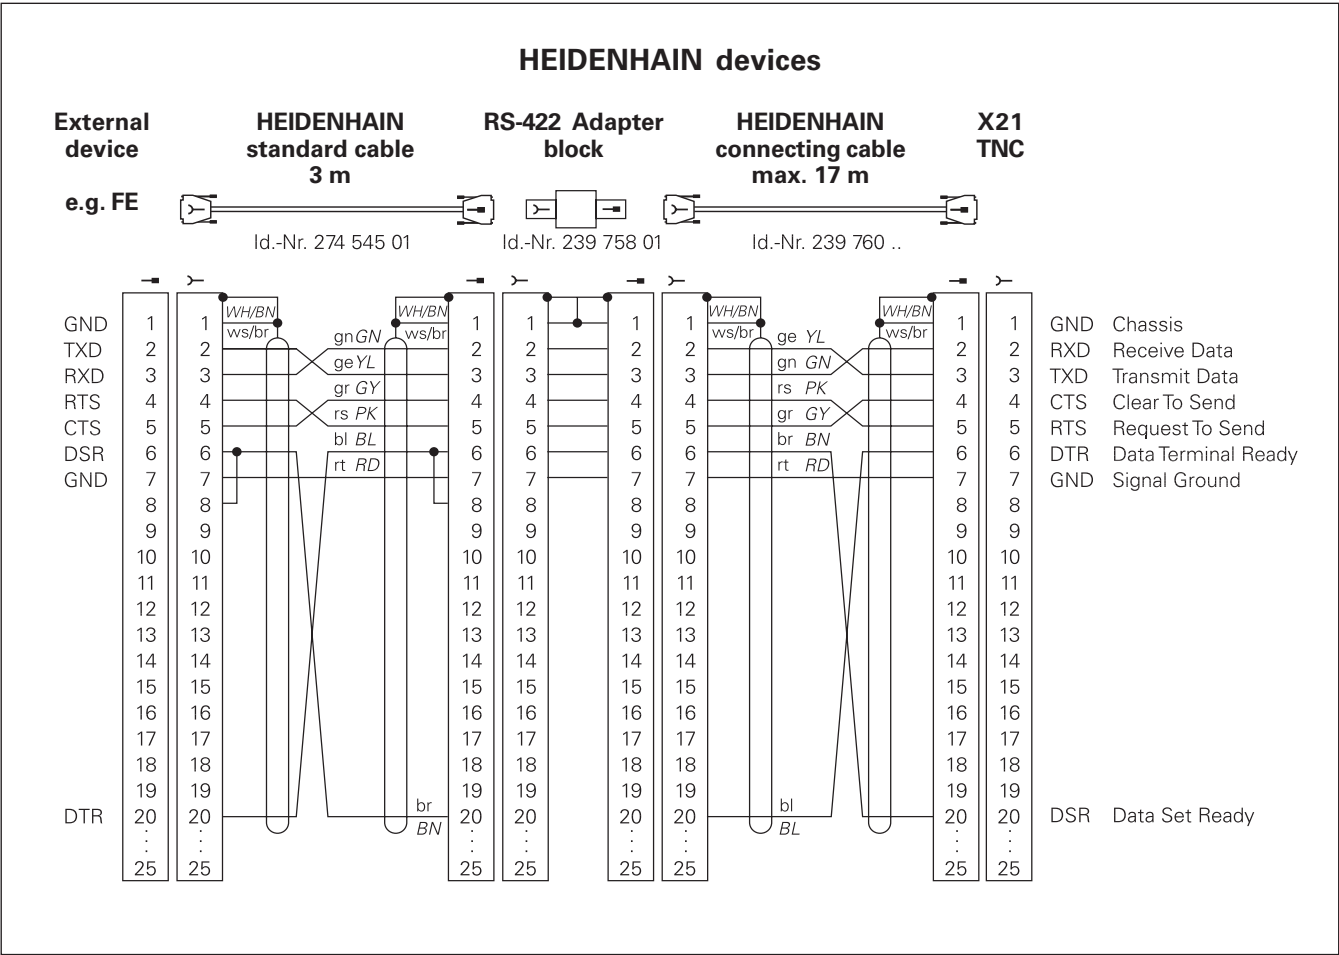 HEIDENHAIN devices
External device
HEIDENHAIN standard cable 3 m
RS-422 Adapter block
HEIDENHAIN connecting cable max. 17 m
X21 TNC
e.g. FE
Id.-Nr. 274 545 01
Id.-Nr. 239 758 01
Id.-Nr. 239 760 ..
WH/BN WH/BN WH/BN WH/BN
GND 1 1 ws/br ws/br 1 1 1 1 ws/br ws/br 1 1 GND Chassis
gn GN ge YL
TXD 2 2 2 2 2 2 2 2 RXD Receive Data
ge YL gn GN
RXD 3 3 3 3 3 3 3 3 TXD Transmit Data
gr GY rs PK
RTS 4 4 4 4 4 4 4 4 CTS Clear To Send
rs PK gr GY
CTS 5 5 5 5 5 5 5 5 RTS Request To Send
bl BL br BN
DSR 6 6 6 6 6 6 6 6 DTR Data Terminal Ready
rt RD rt RD
GND 7 7 7 7 7 7 7 7 GND Signal Ground
8 8 8 8 8 8 8 8
9 9 9 9 9 9 9 9
10 10 10 10 10 10 10 10
11 11 11 11 11 11 11 11
12 12 12 12 12 12 12 12
13 13 13 13 13 13 13 13
14 14 14 14 14 14 14 14
15 15 15 15 15 15 15 15
16 16 16 16 16 16 16 16
17 17 17 17 17 17 17 17
18 18 18 18 18 18 18 18
19 19 19 19 19 19 19 19
br bl
DTR 20 20 20 20 20 20 20 20 DSR Data Set Ready
BN BL
25 25 25 25 25 25 25 25